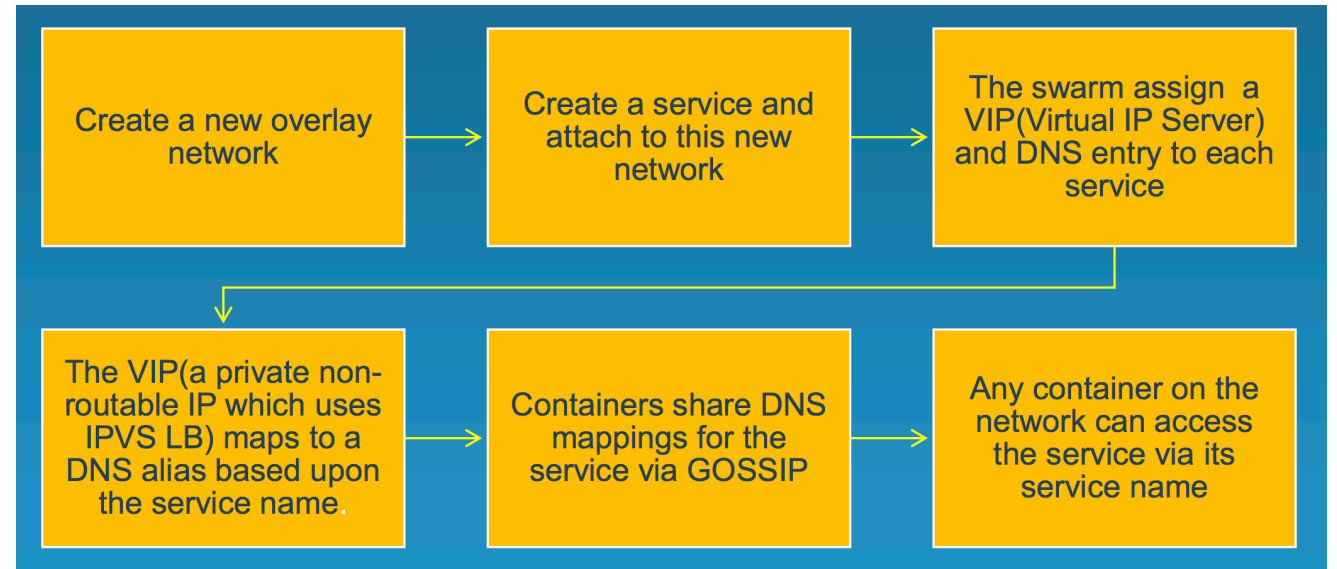 Create a new overlay
network
Create a service and
attach to this new
network
The swarm assign a
VIP(Virtual IP Server)
and DNS entry to each
service
The VIP(a private non-
routable IP which uses
IPVS LB) maps to a
DNS alias based upon
the service name.
Containers share DNS
mappings for the
service via GOSSIP
Any container on the
network can access
the service via its
service name